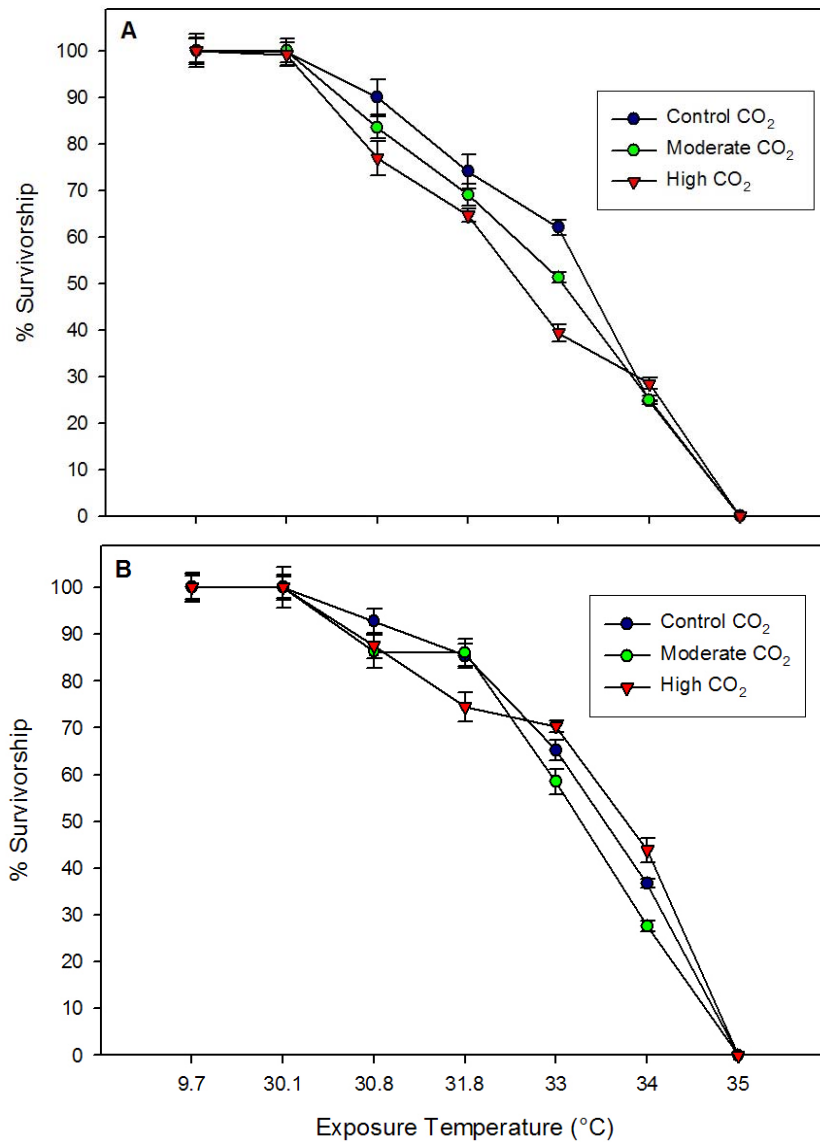 A
100
90
80
70
60
50
40
30
20
10
0
% Survivorship
Control CO₂
Moderate CO₂
High CO₂
B
100
90
80
70
60
50
40
30
20
10
0
% Survivorship
Control CO₂
Moderate CO₂
High CO₂
9.7 30.1 30.8 31.8 33 34 35
Exposure Temperature (°C)